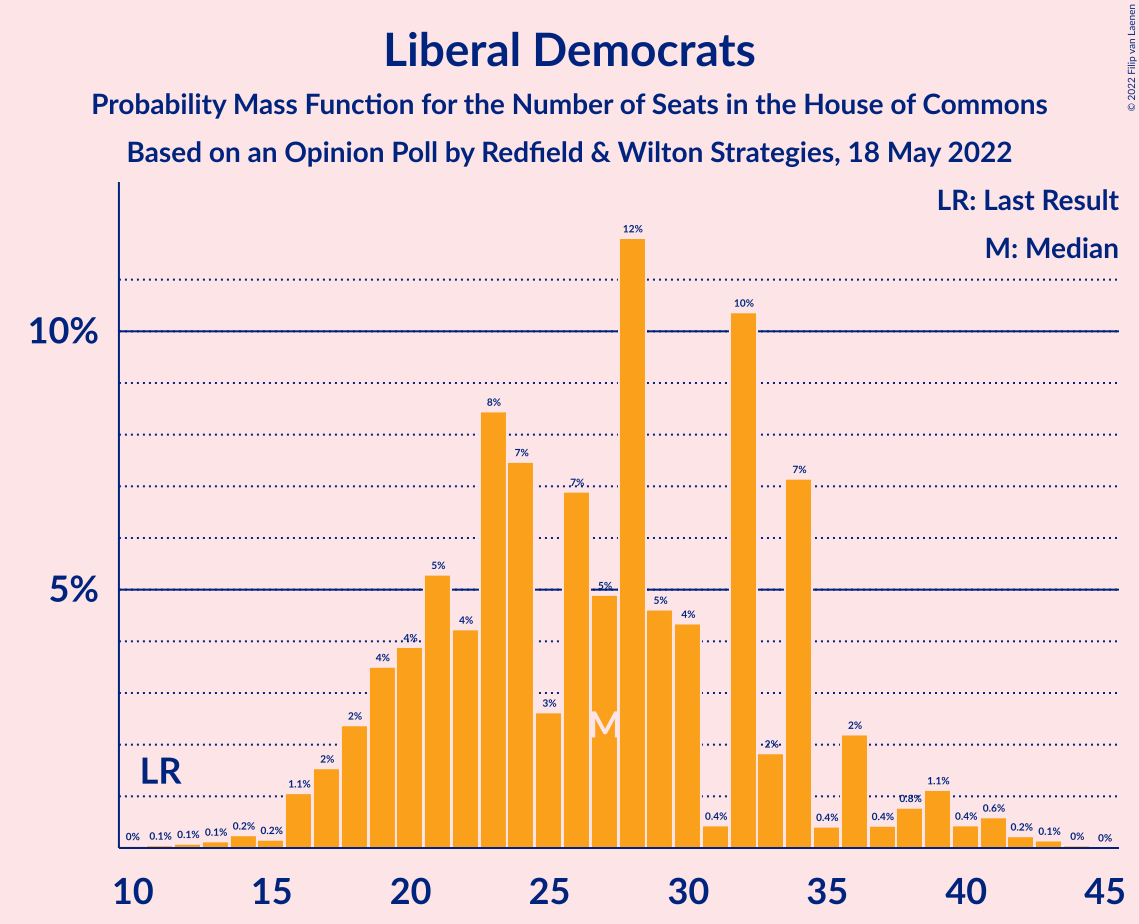 © 2022 Filip van Laenen
Liberal Democrats
Probability Mass Function for the Number of Seats in the House of Commons
Based on an Opinion Poll by Redfield & Wilton Strategies, 18 May 2022
LR: Last Result
M: Median
12%
10%
10%
8%
7%
7%
7%
5%
5%
5%
5%
4%
4%
4%
4%
3%
M
2%
2%
2%
2%
LR
1.1%
1.1%
0.8%
0.6%
0% 0.1% 0.1% 0.1% 0.2% 0.2% 0.4% 0.4% 0.4% 0.4% 0.2% 0.1% 0% 0%
10 15 20 25 30 35 40 45